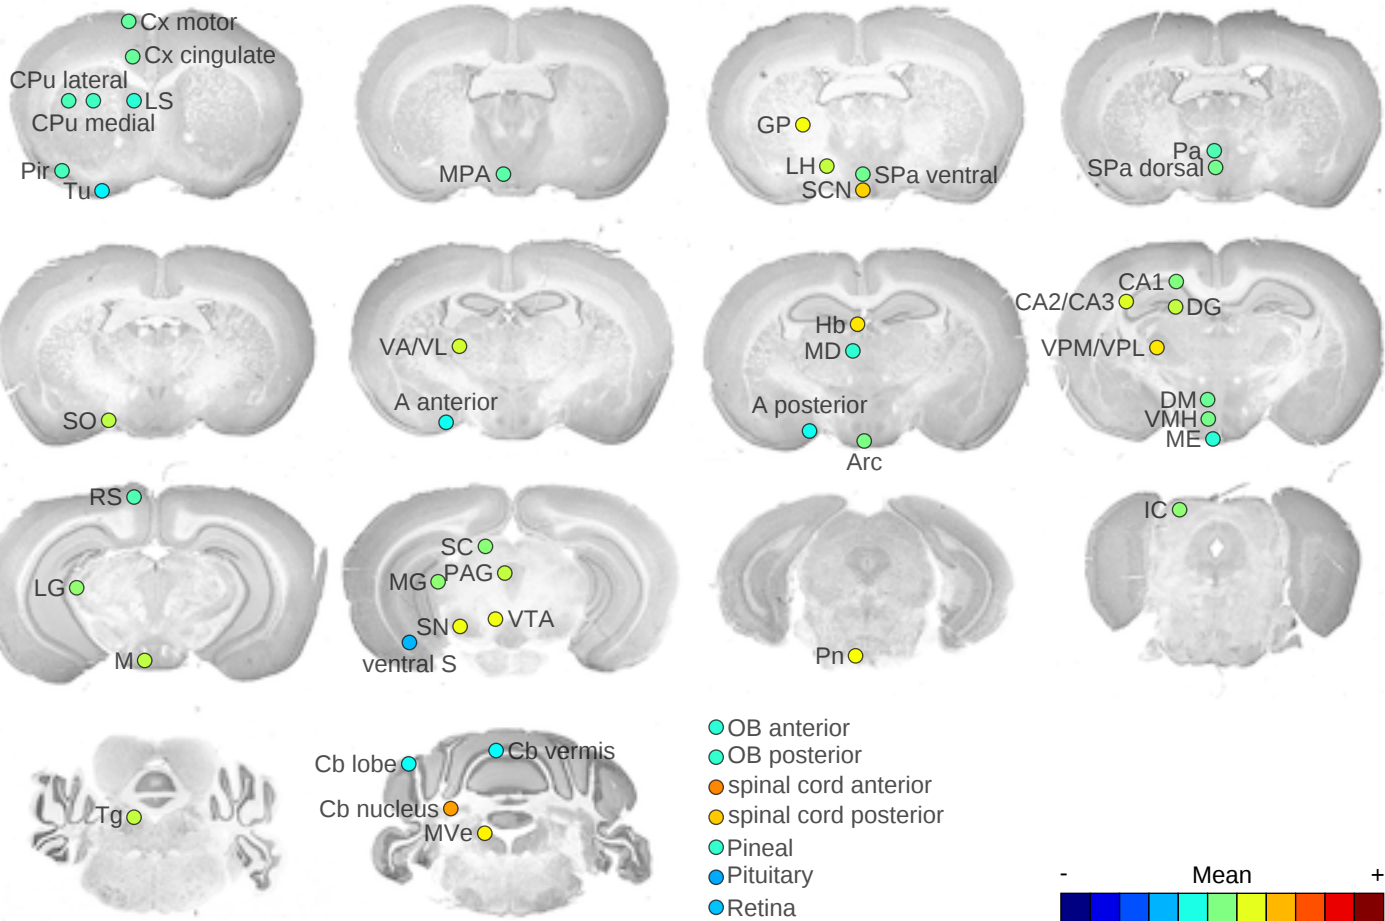 Cx motor
Cx cingulate
CPu lateral
LS
CPu medial
Pir
Tu
MPA
GP
LH
SPa ventral
SCN
Pa
SPa dorsal
SO
VA/VL
A anterior
Hb
MD
A posterior
Arc
CA1
CA2/CA3
DG
VPM/VPL
DM
VMH
ME
RS
LG
M
SC
MG PAG
SN VTA
ventral S
Pn
IC
Tg
Cb lobe Cb vermis
Cb nucleus
MVe
OB anterior
OB posterior
spinal cord anterior
spinal cord posterior
Pineal
Pituitary
Retina
- Mean +